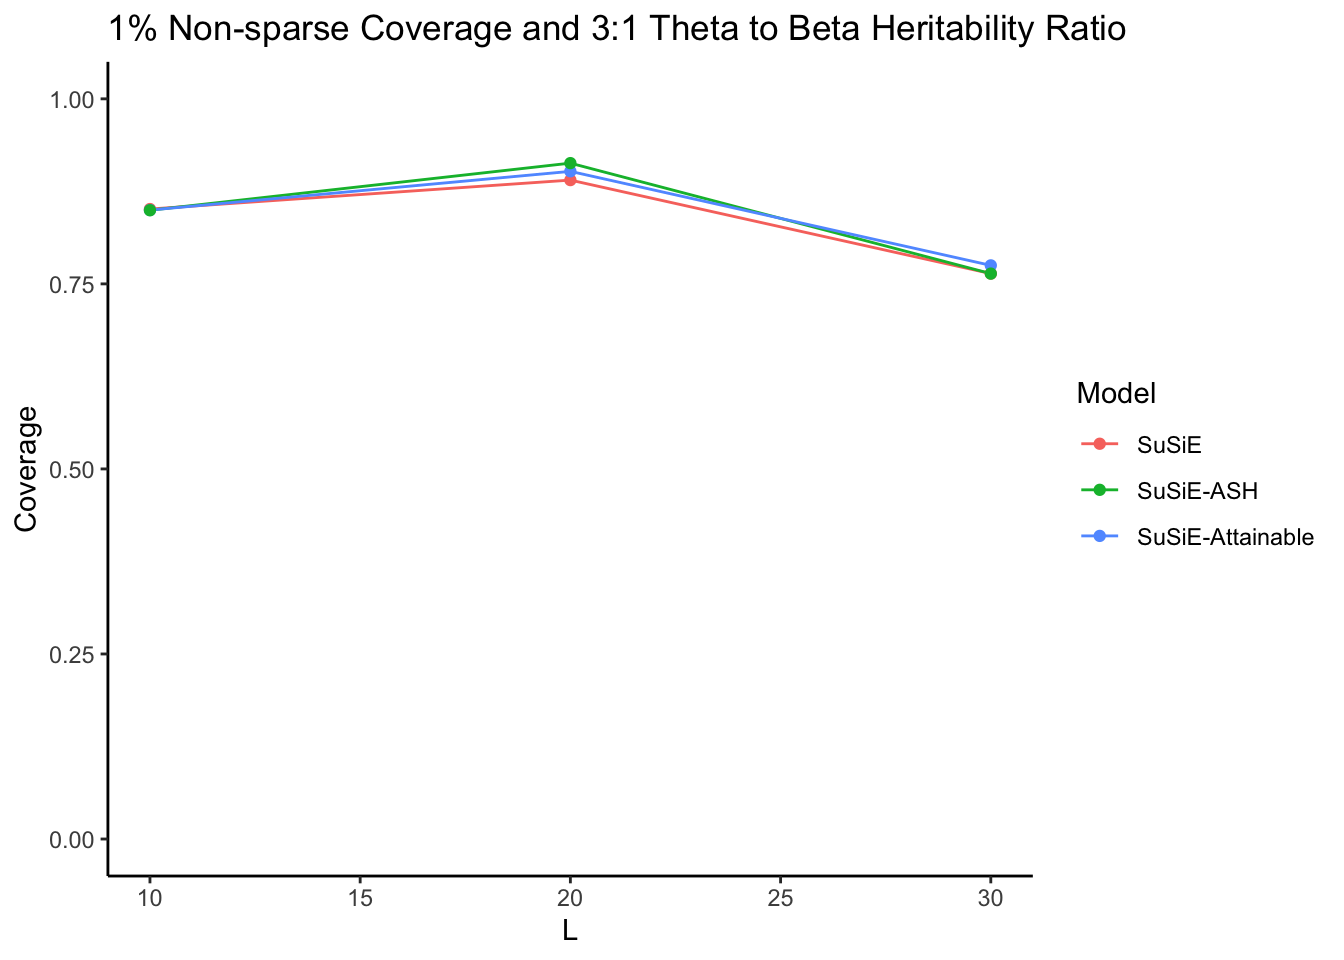 1% Non-sparse Coverage and 3:1 Theta to Beta Heritability Ratio
1.00
0.75
0.50
0.25
0.00
Coverage
10 15 20 25 30
L
Model
SuSiE
SuSiE-ASH
SuSiE-Attainable